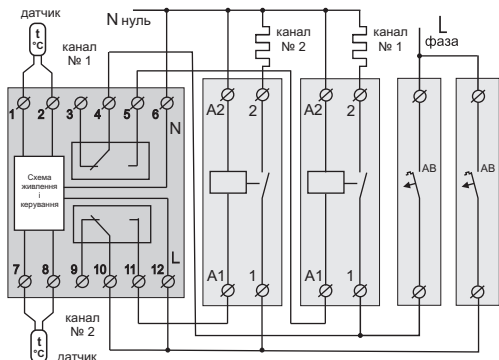 датчик
t
°C
канал
№ 1
N нуль
канал
№ 2
канал
№ 1
L
фаза
1 2 3 4 5 6
N
A2 2
A2 2
Схема
живлення
і
керування
AB
AB
L
7 8 9 10 11 12
A1 1
A1 1
канал
№ 2
t
°C
датчик